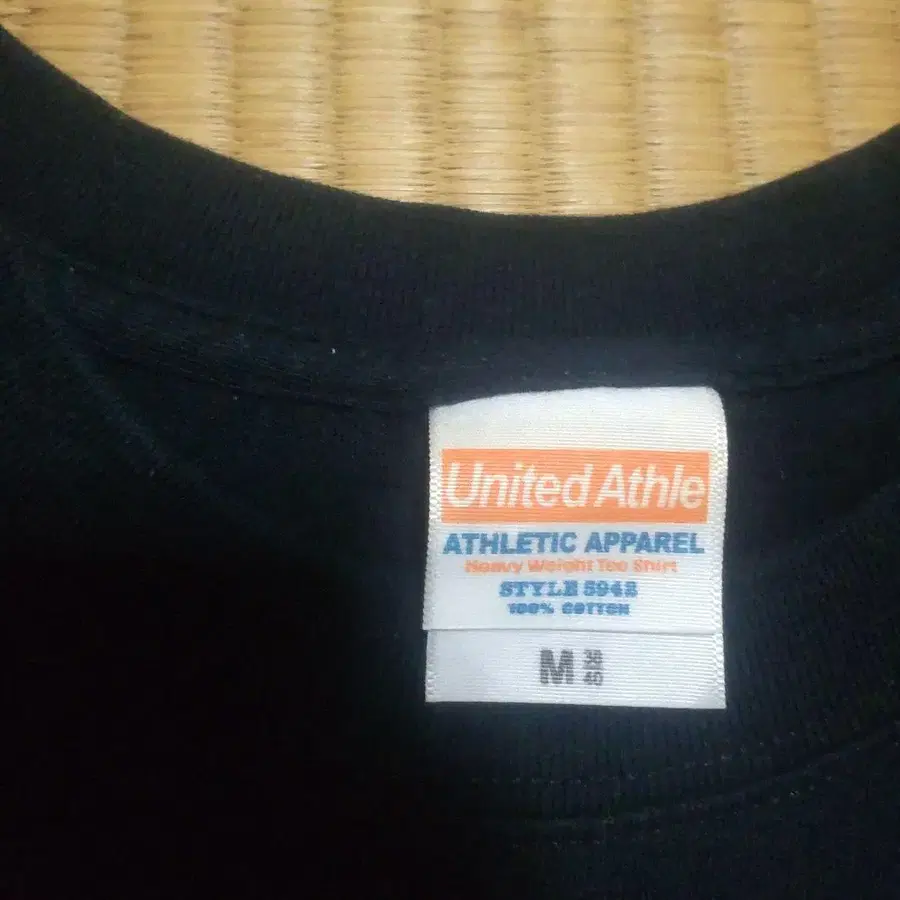 United Athle
ATHLETIC APPAREL
Heavy Weight Tee Shirt
STYLE 5942
100% COTTON
M 38
40